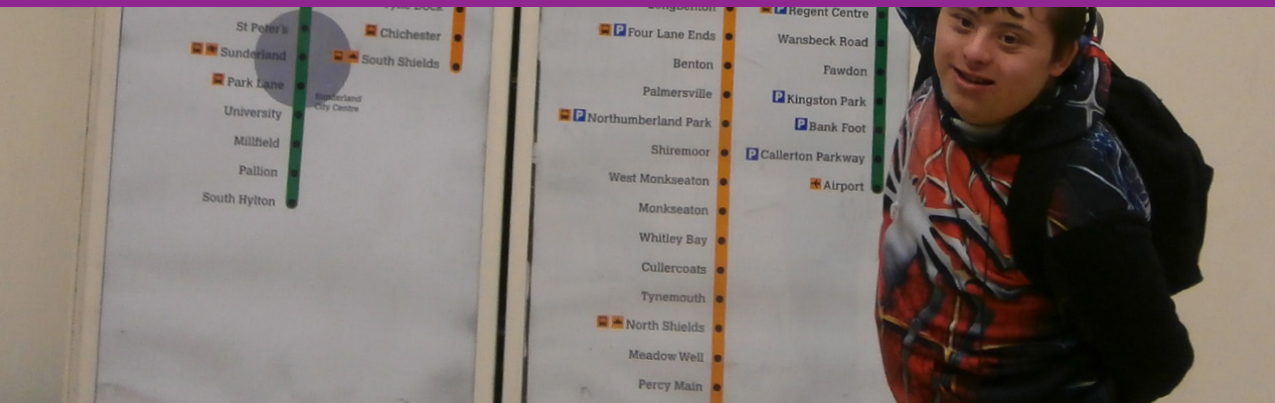 St Peter's
Sunderland
Park Lane
University
Millfield
Pallion
South Hylton
Sunderland
City Centre
Dock
Chichester
South Shields
Longbenton
P Four Lane Ends
Benton
Palmersville
P Northumberland Park
Shiremoor
West Monkseaton
Monkseaton
Whitley Bay
Cullercoats
Tynemouth
North Shields
Meadow Well
Percy Main
P Regent Centre
Wansbeck Road
Fawdon
P Kingston Park
P Bank Foot
P Callerton Parkway
Airport